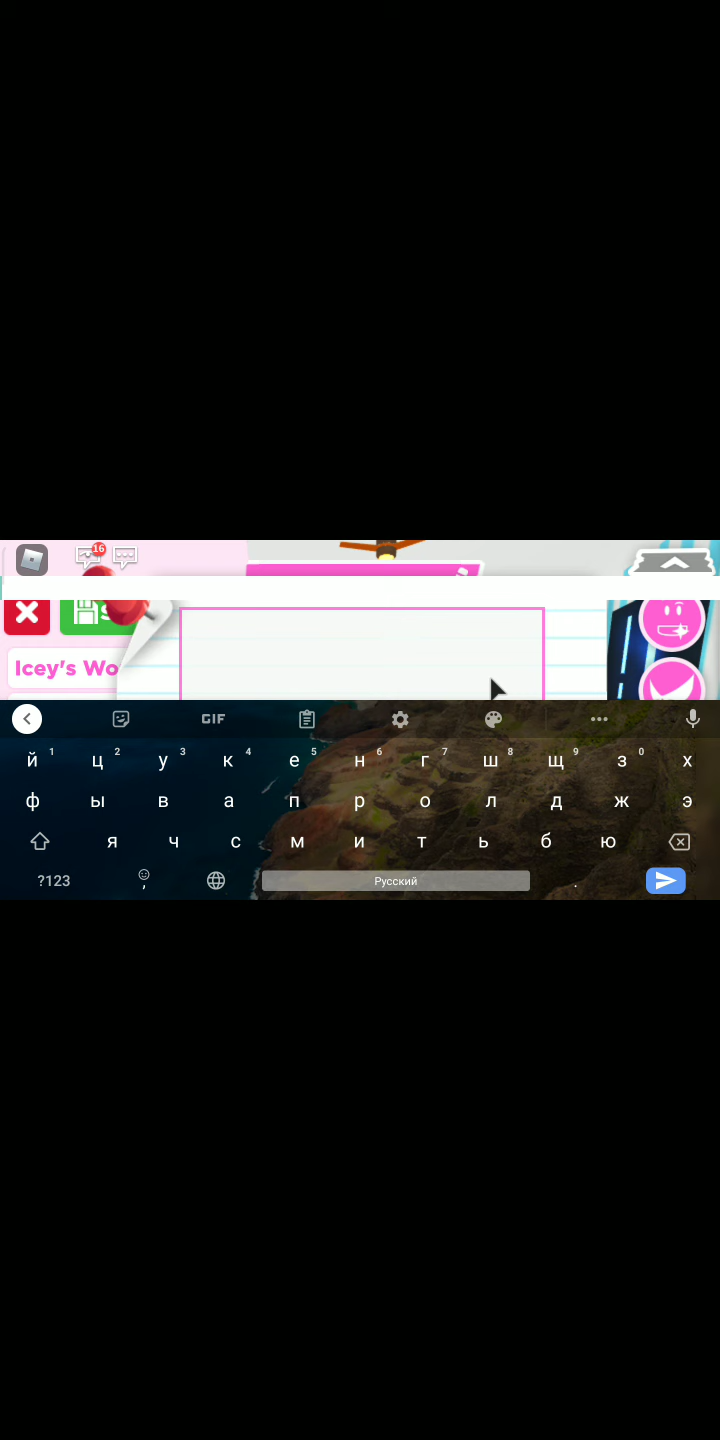 16
S
Icey's Wo
GIF
й 1 ц 2 у 3 к 4 е 5 н 6 г 7 ш 8 щ 9 з 0 х
ф ы в а п р о л д ж э
я ч с м и т ь б ю
?123 , Русский .